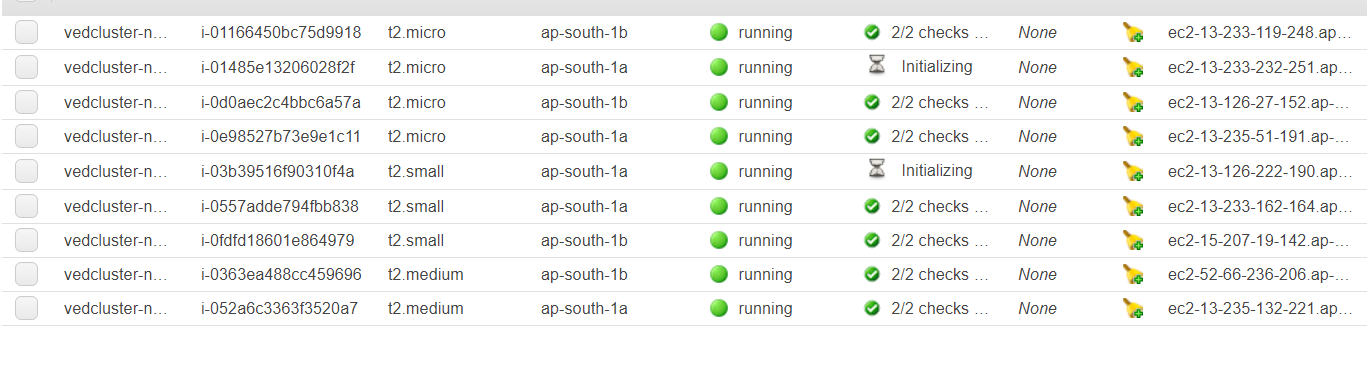 vedcluster-n... i-01166450bc75d9918 t2.micro ap-south-1b running 2/2 checks ... None ec2-13-233-119-248.ap...
vedcluster-n... i-01485e13206028f2f t2.micro ap-south-1a running Initializing None ec2-13-233-232-251.ap...
vedcluster-n... i-0d0aec2c4bbc6a57a t2.micro ap-south-1b running 2/2 checks ... None ec2-13-126-27-152.ap-...
vedcluster-n... i-0e98527b73e9e1c11 t2.micro ap-south-1a running 2/2 checks ... None ec2-13-235-51-191.ap-...
vedcluster-n... i-03b39516f90310f4a t2.small ap-south-1a running Initializing None ec2-13-126-222-190.ap...
vedcluster-n... i-0557adde794fbb838 t2.small ap-south-1a running 2/2 checks ... None ec2-13-233-162-164.ap...
vedcluster-n... i-0fdfd18601e864979 t2.small ap-south-1b running 2/2 checks ... None ec2-15-207-19-142.ap-...
vedcluster-n... i-0363ea488cc459696 t2.medium ap-south-1b running 2/2 checks ... None ec2-52-66-236-206.ap-...
vedcluster-n... i-052a6c3363f3520a7 t2.medium ap-south-1a running 2/2 checks ... None ec2-13-235-132-221.ap...